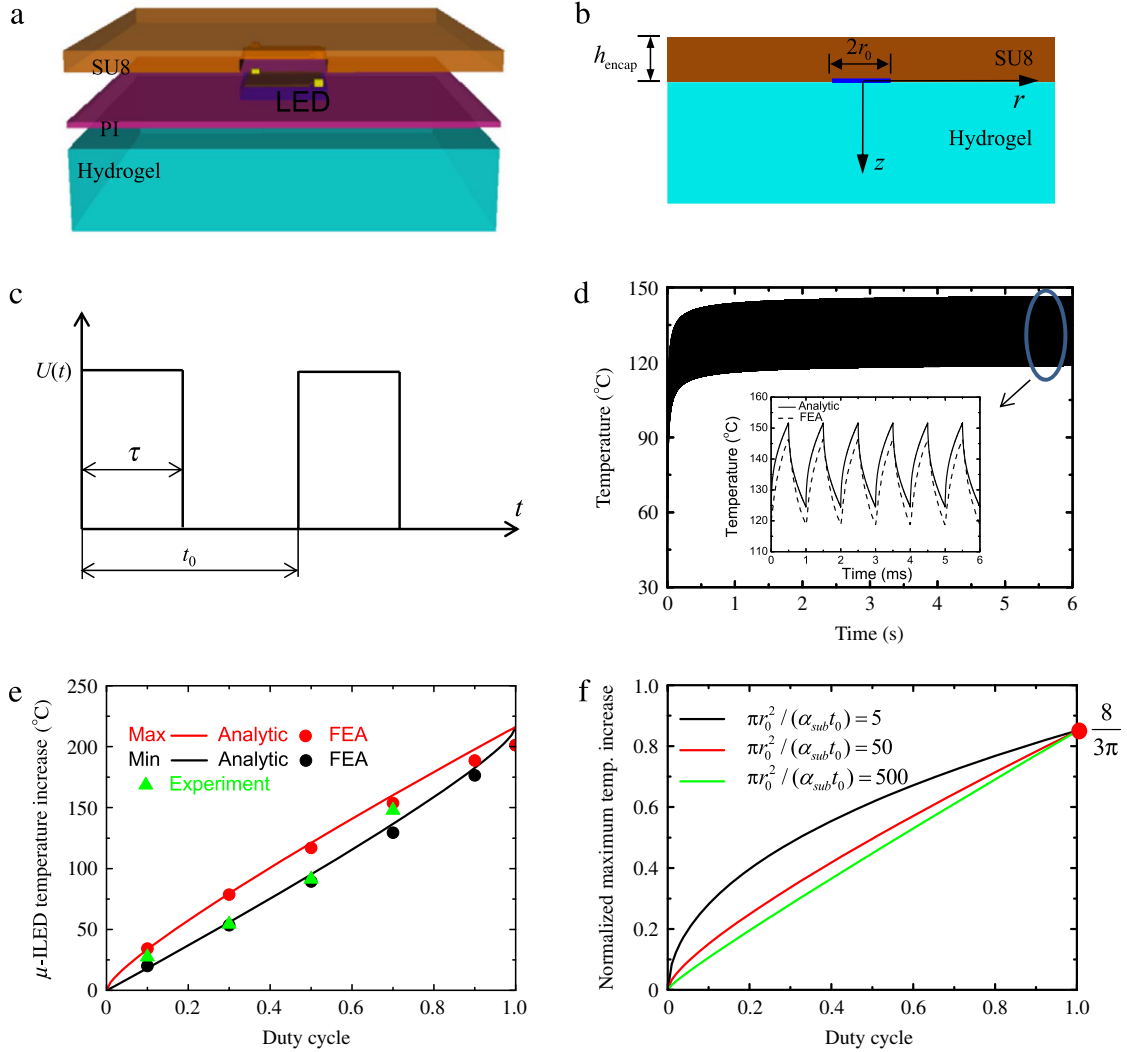 a
SU8
LED
PI
Hydrogel
b
h_encap
2r_0
SU8
r
Hydrogel
z
c
U(t)
τ
t
t_0
d
150
120
90
60
30
Temperature (°C)
0 1 2 3 4 5 6
Time (s)
Analytic
FEA
160
150
140
130
120
110
Temperature (°C)
0 1 2 3 4 5 6
Time (ms)
e
250
200
150
100
50
0
μ-ILED temperature increase (°C)
Max Analytic FEA
Min Analytic FEA
Experiment
0 0.2 0.4 0.6 0.8 1.0
Duty cycle
f
1.0
0.8
0.6
0.4
0.2
0.0
Normalized maximum temp. increase
πr_0^2/(α_sub t_0) = 5
πr_0^2/(α_sub t_0) = 50
πr_0^2/(α_sub t_0) = 500
8/3π
0.0 0.2 0.4 0.6 0.8 1.0
Duty cycle